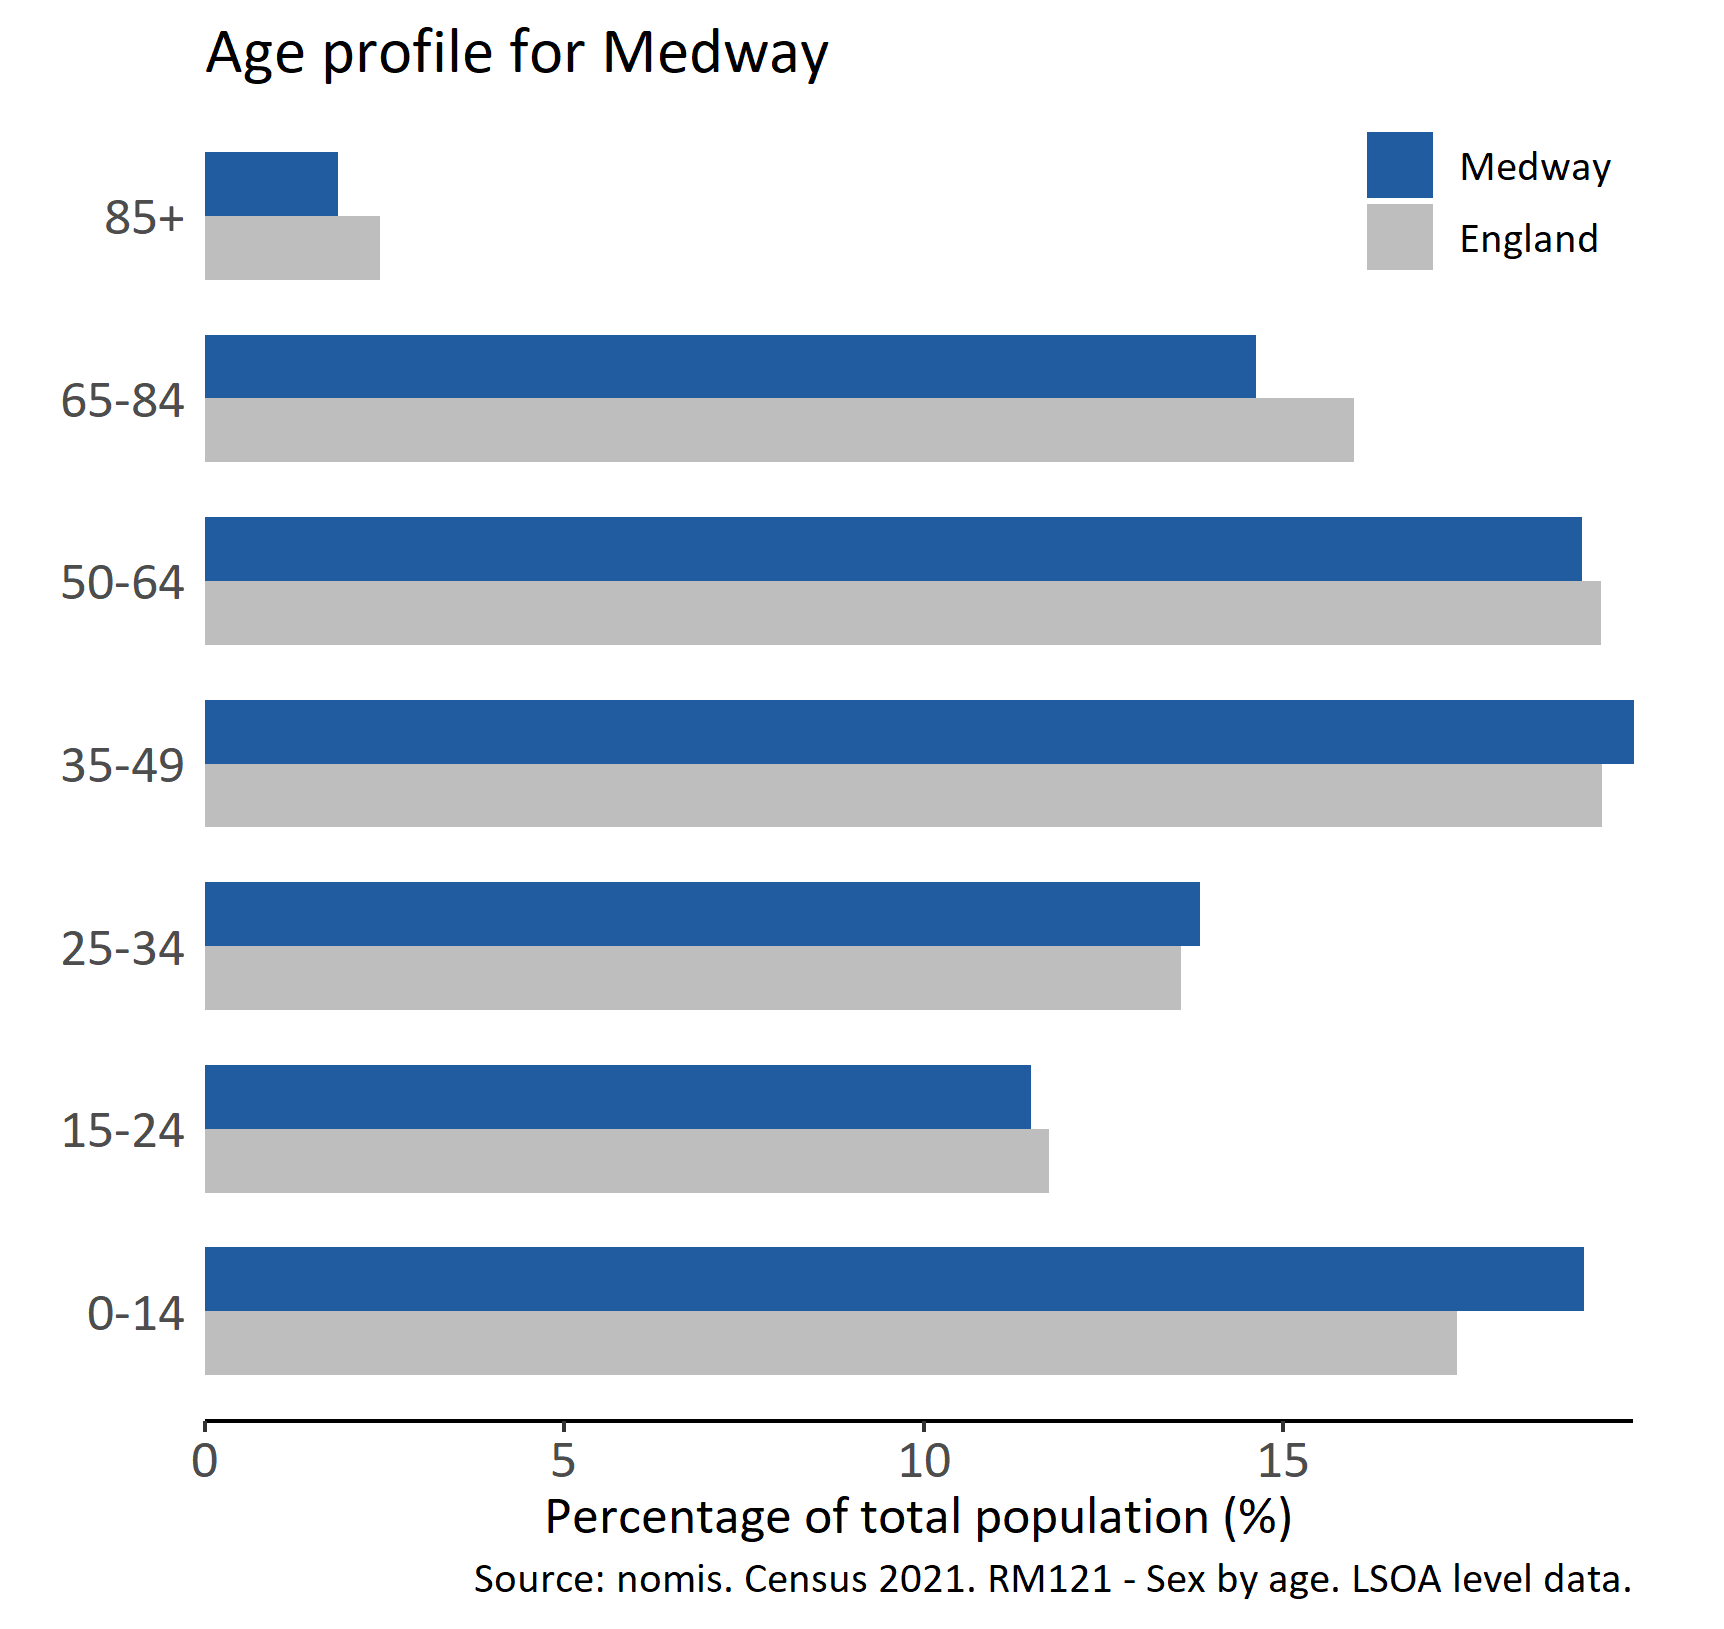 Age profile for Medway
Medway
England
85+
65-84
50-64
35-49
25-34
15-24
0-14
0 5 10 15
Percentage of total population (%)
Source: nomis. Census 2021. RM121 - Sex by age. LSOA level data.